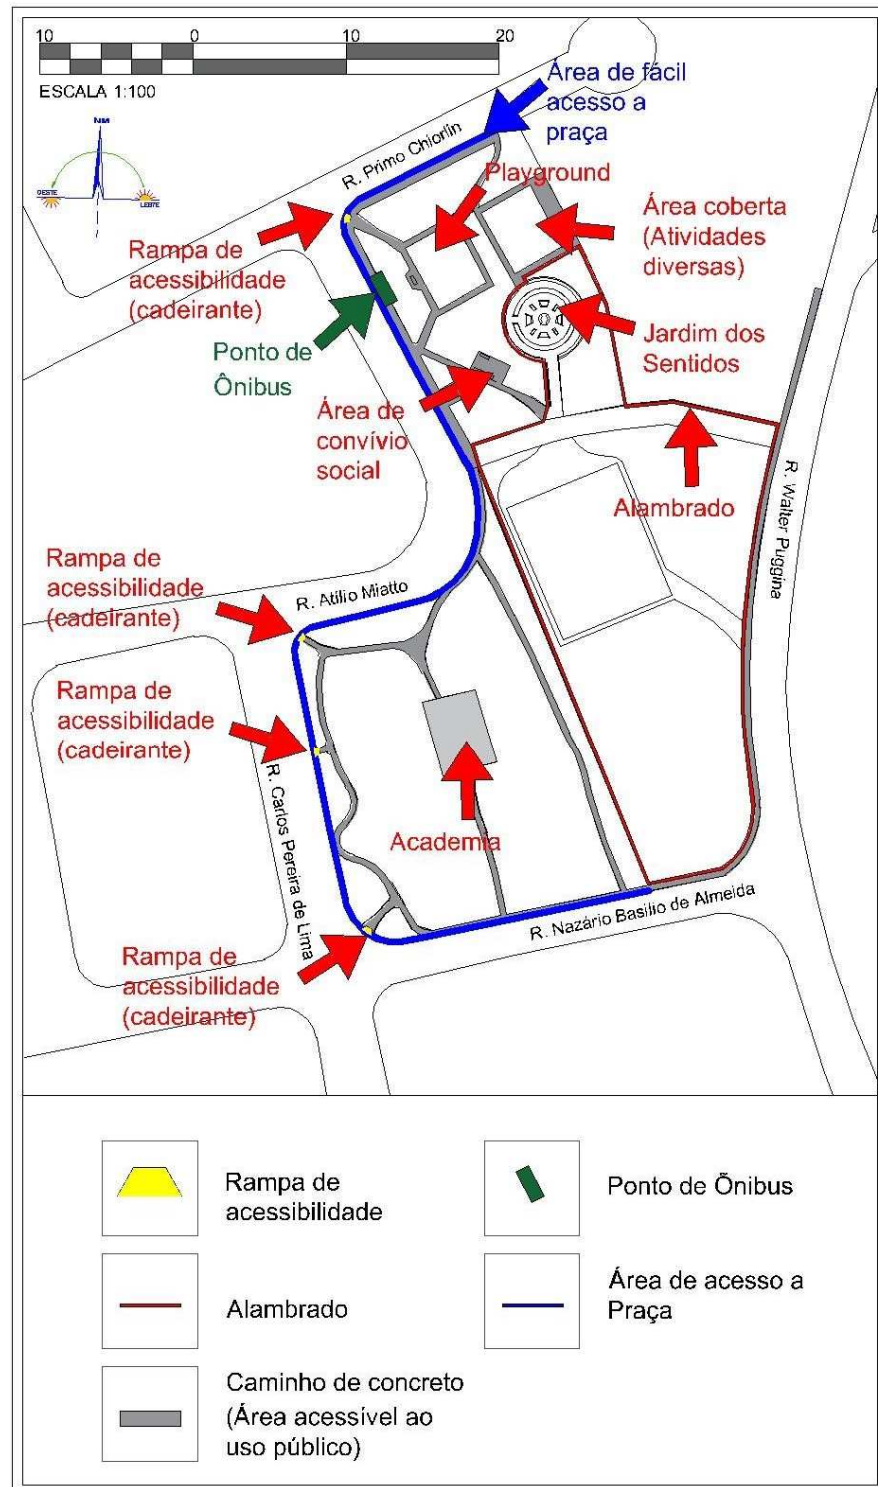 10 0 10 20
ESCALA 1:100
NM
OESTE
LESTE
Área de fácil
acesso a
praça
R. Primo Chiorlin
Playground
Rampa de
acessibilidade
(cadeirante)
Área coberta
(Atividades
diversas)
Ponto de
Ônibus
Jardim dos
Sentidos
Área de
convívio
social
Alambrado
R. Walter Puggina
Rampa de
acessibilidade
(cadeirante)
R. Atílio Miatto
Rampa de
acessibilidade
(cadeirante)
R. Carlos Pereira de Lima
Academia
R. Nazário Basílio de Almeida
Rampa de
acessibilidade
(cadeirante)
Rampa de
acessibilidade
Ponto de Õnibus
Alambrado
Área de acesso a
Praça
Caminho de concreto
(Área acessível ao
uso público)